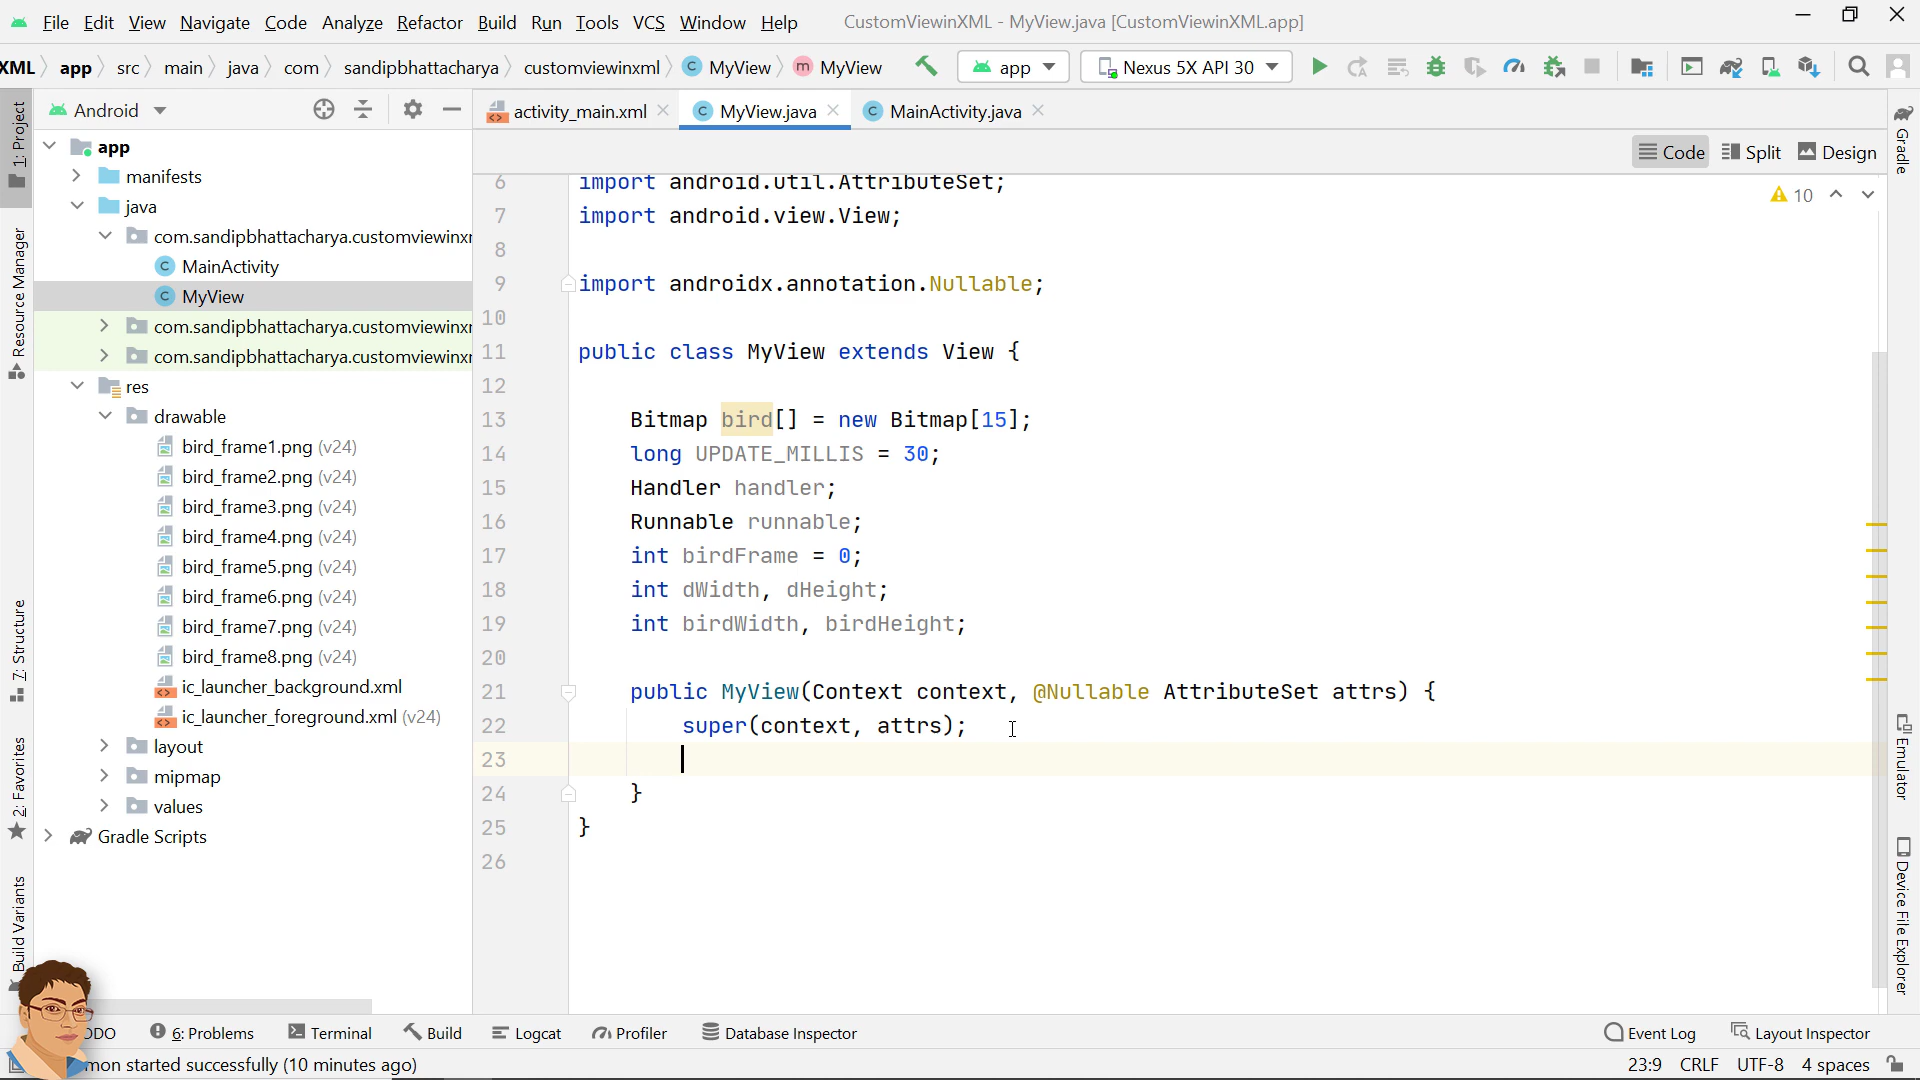 File Edit View Navigate Code Analyze Refactor Build Run Tools VCS Window Help CustomViewinXML - MyView.java [CustomViewinXML.app]
XML app src main java com sandipbhattacharya customviewinxml MyView MyView app Nexus 5X API 30
Android
activity_main.xml MyView.java MainActivity.java
Code Split Design
1: Project
Resource Manager
7: Structure
2: Favorites
Build Variants
app
manifests
java
com.sandipbhattacharya.customviewinxr
MainActivity
MyView
com.sandipbhattacharya.customviewinxr
com.sandipbhattacharya.customviewinxr
res
drawable
bird_frame1.png (v24)
bird_frame2.png (v24)
bird_frame3.png (v24)
bird_frame4.png (v24)
bird_frame5.png (v24)
bird_frame6.png (v24)
bird_frame7.png (v24)
bird_frame8.png (v24)
ic_launcher_background.xml
ic_launcher_foreground.xml (v24)
layout
mipmap
values
Gradle Scripts
10
6 import android.util.AttributeSet;
7 import android.view.View;
8
9 import androidx.annotation.Nullable;
10
11 public class MyView extends View {
12
13 Bitmap bird[] = new Bitmap[15];
14 long UPDATE_MILLIS = 30;
15 Handler handler;
16 Runnable runnable;
17 int birdFrame = 0;
18 int dWidth, dHeight;
19 int birdWidth, birdHeight;
20
21 public MyView(Context context, @Nullable AttributeSet attrs) {
22 super(context, attrs);
23
24 }
25 }
26
Gradle
Emulator
Device File Explorer
ODO 6: Problems Terminal Build Logcat Profiler Database Inspector Event Log Layout Inspector
mon started successfully (10 minutes ago) 23:9 CRLF UTF-8 4 spaces